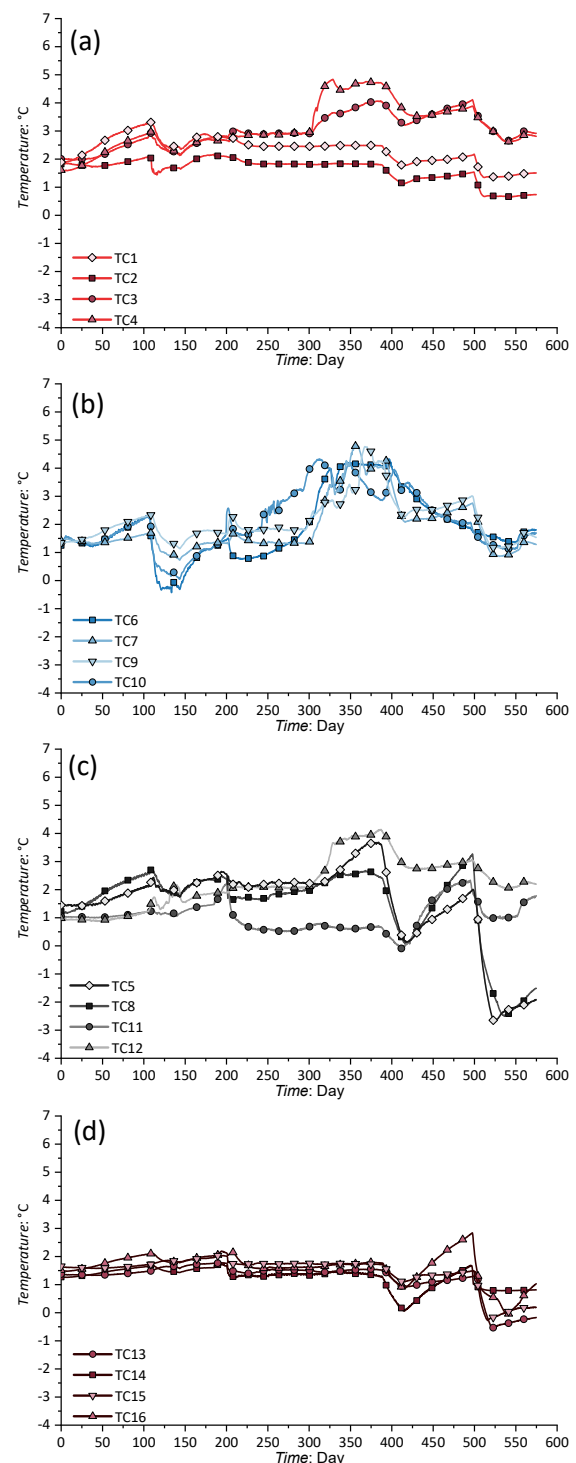 (a)
Temperature: °C
7
6
5
4
3
2
1
0
-1
-2
-3
-4
TC1
TC2
TC3
TC4
0 50 100 150 200 250 300 350 400 450 500 550 600
Time: Day
(b)
Temperature: °C
7
6
5
4
3
2
1
0
-1
-2
-3
-4
TC6
TC7
TC9
TC10
0 50 100 150 200 250 300 350 400 450 500 550 600
Time: Day
(c)
Temperature: °C
7
6
5
4
3
2
1
0
-1
-2
-3
-4
TC5
TC8
TC11
TC12
0 50 100 150 200 250 300 350 400 450 500 550 600
Time: Day
(d)
Temperature: °C
7
6
5
4
3
2
1
0
-1
-2
-3
-4
TC13
TC14
TC15
TC16
0 50 100 150 200 250 300 350 400 450 500 550 600
Time: Day